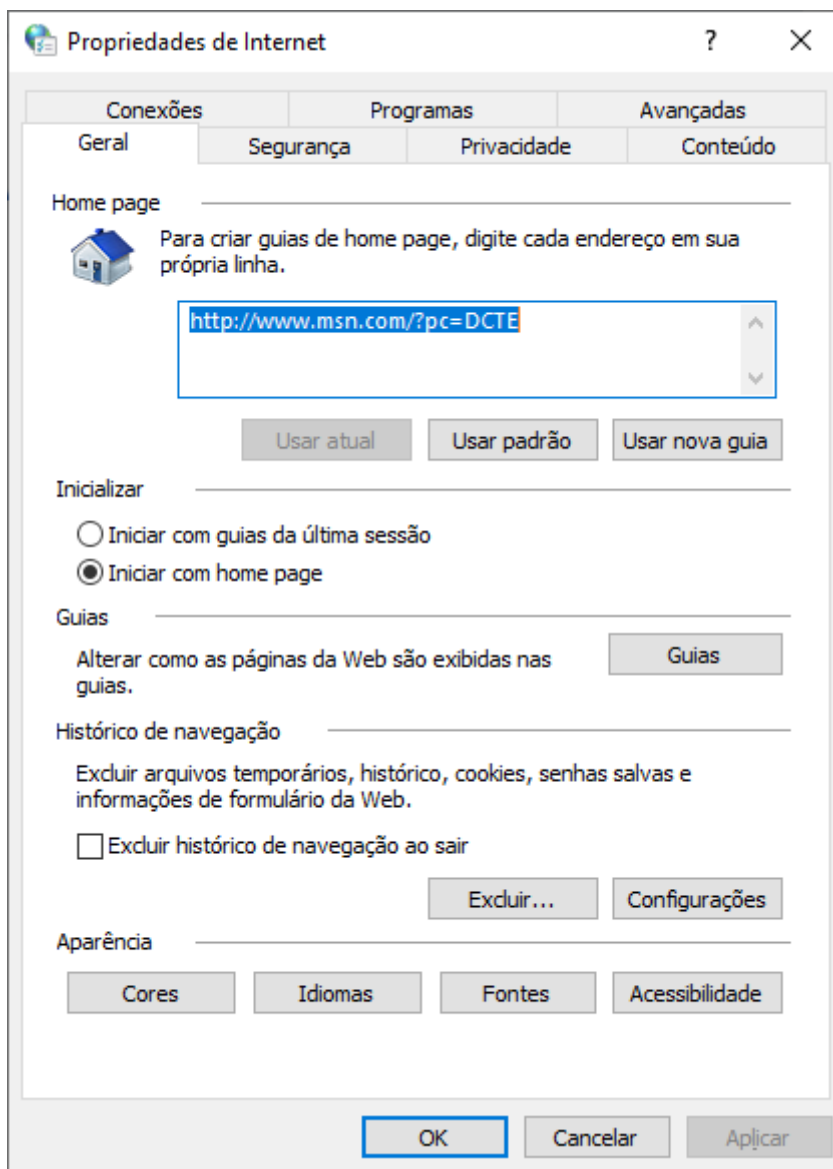 Propriedades de Internet
?
Conexões Programas Avançadas
Geral Segurança Privacidade Conteúdo
Home page
Para criar guias de home page, digite cada endereço em sua
própria linha.
http://www.msn.com/?pc=DCTE
Usar atual Usar padrão Usar nova guia
Inicializar
Iniciar com guias da última sessão
Iniciar com home page
Guias
Alterar como as páginas da Web são exibidas nas
guias.
Guias
Histórico de navegação
Excluir arquivos temporários, histórico, cookies, senhas salvas e
informações de formulário da Web.
Excluir histórico de navegação ao sair
Excluir... Configurações
Aparência
Cores Idiomas Fontes Acessibilidade
OK Cancelar Aplicar